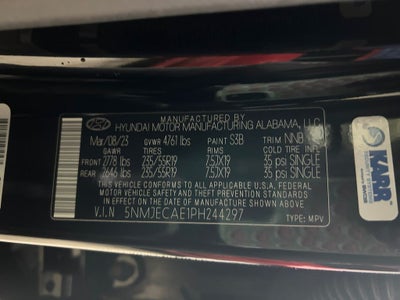 MANUFACTURED BY
HYUNDAI MOTOR MANUFACTURING ALABAMA, LLC
Mar/08/23 GVWR 4761 lbs PAINT S3B TRIM NNB
GAWR TIRES RIMS COLD TIRE INFL
FRONT 2778 lbs 235/55R19 7.5JX19 35 psi SINGLE
REAR 2646 lbs 235/55R19 7.5JX19 35 psi SINGLE
THIS VEHICLE CONFORMS TO ALL APPLICABLE U.S.A. FEDERAL
MOTOR VEHICLE SAFETY AND THEFT PREVENTION STANDARDS
IN EFFECT ON THE DATE OF MANUFACTURE SHOWN ABOVE
V.I.N 5NMJECAE1PH244297 TYPE: MPV
KARR